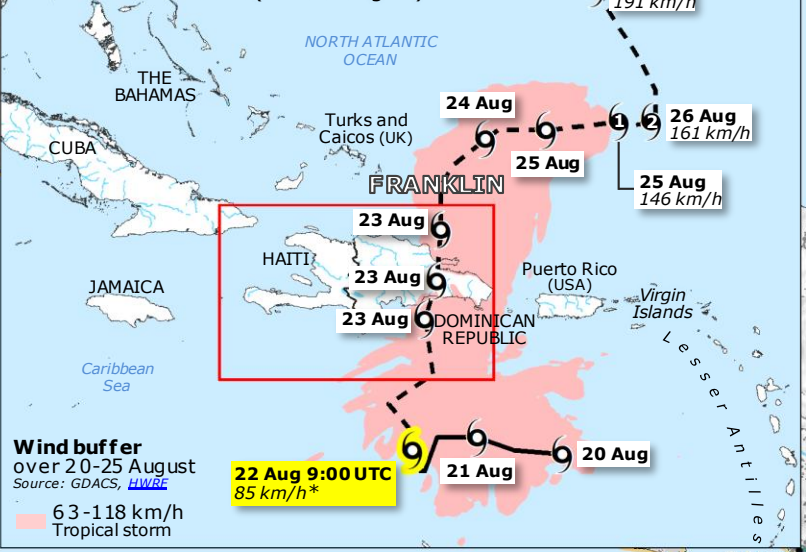 191 km/h
NORTH ATLANTIC
OCEAN
THE
BAHAMAS
24 Aug
Turks and
Caicos (UK)
1
2
26 Aug
161 km/h
CUBA
25 Aug
FRANKLIN
25 Aug
146 km/h
23 Aug
HAITI
23 Aug
Puerto Rico
(USA)
JAMAICA
Virgin
Islands
23 Aug
DOMINICAN
REPUBLIC
Lesser Antilles
Caribbean
Sea
Wind buffer
over 20-25 August
Source: GDACS, HWRF
20 Aug
21 Aug
22 Aug 9:00 UTC
85 km/h*
63-118 km/h
Tropical storm